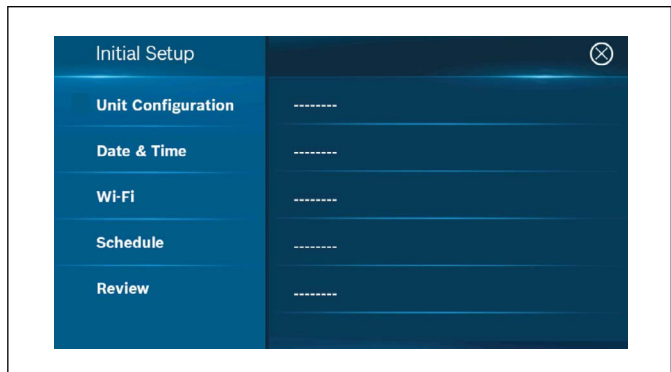 Initial Setup
Unit Configuration --------
Date & Time --------
Wi-Fi --------
Schedule --------
Review --------